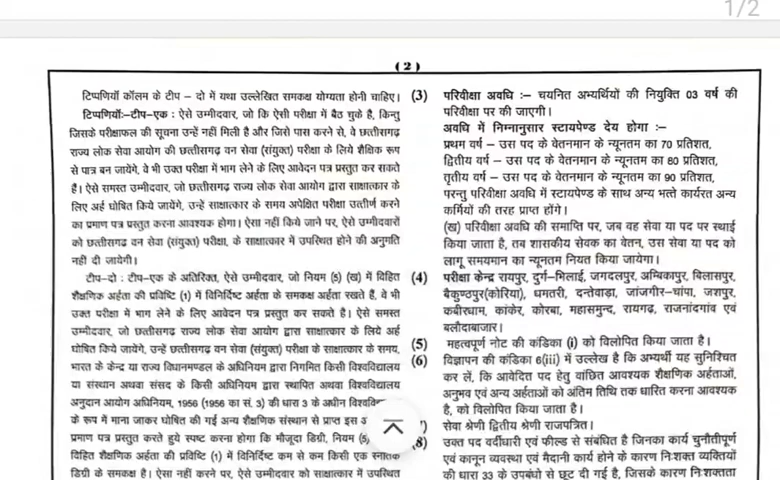 1/2
(2)
टिप्पणियाँ कॉलम के टीप – दो में यथा उल्लेखित समकक्ष योग्यता होनी चाहिए।
टिप्पणियाँ:–टीप–एक : ऐसे उम्मीदवार, जो कि ऐसी परीक्षा में बैठ चुके है, किन्तु
जिसके परीक्षाफल की सूचना उन्हें नहीं मिली है और जिसे पास करने से, वे छत्तीसगढ़
राज्य लोक सेवा आयोग की छत्तीसगढ़ वन सेवा (संयुक्त) परीक्षा के लिये शैक्षिक रूप
से पात्र बन जायेंगे, वे भी उक्त परीक्षा में भाग लेने के लिए आवेदन पत्र प्रस्तुत कर सकते
हैं। ऐसे समस्त उम्मीदवार, जो छत्तीसगढ़ राज्य लोक सेवा आयोग द्वारा साक्षात्कार के
लिए अर्ह घोषित किये जायेंगे, उन्हें साक्षात्कार के समय अपेक्षित परीक्षा उत्तीर्ण करने
का प्रमाण पत्र प्रस्तुत करना आवश्यक होगा। ऐसा नहीं किये जाने पर, ऐसे उम्मीदवारों
को छत्तीसगढ़ वन सेवा (संयुक्त) परीक्षा, के साक्षात्कार में उपस्थित होने की अनुमति
नहीं दी जायेगी।
टीप–दो : टीप–एक के अतिरिक्त, ऐसे उम्मीदवार, जो नियम (5) (ख) में विहित
शैक्षणिक अर्हता की प्रविष्टि (1) में विनिर्दिष्ट अर्हता के समकक्ष अर्हता रखते हैं, वे भी
उक्त परीक्षा में भाग लेने के लिए आवेदन पत्र प्रस्तुत कर सकते है। ऐसे समस्त
उम्मीदवार, जो छत्तीसगढ़ राज्य लोक सेवा आयोग द्वारा साक्षात्कार के लिये अर्ह
घोषित किये जायेंगे, उन्हें छत्तीसगढ़ वन सेवा (संयुक्त) परीक्षा के साक्षात्कार के समय,
भारत के केन्द्र या राज्य विधानमण्डल के अधिनियम द्वारा निगमित किसी विश्वविद्यालय
या संस्थान अथवा संसद के किसी अधिनियम द्वारा स्थापित अथवा विश्वविद्यालय
अनुदान आयोग अधिनियम, 1956 (1956 का सं. 3) की धारा 3 के अधीन
के रूप में माना जाकर घोषित की गई अन्य शैक्षणिक संस्थान से प्राप्त इस
प्रमाण पत्र प्रस्तुत करते हुये स्पष्ट करना होगा कि मौजूदा डिग्री, नियम (5)
विहित शैक्षणिक अर्हता की प्रविष्टि (1) में विनिर्दिष्ट कम से कम किसी एक स्नातक
डिग्री के समकक्ष है। ऐसा नहीं करने पर, ऐसे उम्मीदवार को साक्षात्कार में उपस्थित
(3) परिवीक्षा अवधि :– चयनित अभ्यर्थियों की नियुक्ति 03 वर्ष की
परिवीक्षा पर की जाएगी।
अवधि में निम्नानुसार स्टायपेण्ड देय होगा :–
प्रथम वर्ष – उस पद के वेतनमान के न्यूनतम का 70 प्रतिशत,
द्वितीय वर्ष – उस पद के वेतनमान के न्यूनतम का 80 प्रतिशत,
तृतीय वर्ष – उस पद के वेतनमान के न्यूनतम का 90 प्रतिशत,
परन्तु परिवीक्षा अवधि में स्टायपेण्ड के साथ अन्य भत्ते कार्यरत अन्य
कर्मियों की तरह प्राप्त होंगे।
(ख) परिवीक्षा अवधि की समाप्ति पर, जब वह सेवा या पद पर स्थाई
किया जाता है, तब शासकीय सेवक का वेतन, उस सेवा या पद को
लागू समयमान का न्यूनतम नियत किया जायेगा।
(4) परीक्षा केन्द्र रायपुर, दुर्ग–भिलाई, जगदलपुर, अम्बिकापुर, बिलासपुर,
बैकुण्ठपुर(कोरिया), धमतरी, दन्तेवाड़ा, जांजगीर–चांपा, जशपुर,
कबीरधाम, कांकेर, कोरबा, महासमुन्द, रायगढ़, राजनांदगांव एवं
बलौदाबाजार।
(5) महत्वपूर्ण नोट की कंडिका (i) को विलोपित किया जाता है।
(6) विज्ञापन की कंडिका 6(iii) में उल्लेख है कि अभ्यर्थी यह सुनिश्चित
कर लें, कि आवेदित पद हेतु वांछित आवश्यक शैक्षणिक अर्हताओं,
अनुभव एवं अन्य अर्हताओं को अंतिम तिथि तक धारित करना आवश्यक
है, को विलोपित किया जाता है।
7) सेवा श्रेणी द्वितीय श्रेणी राजपत्रित।
(8) उक्त पद वर्दीधारी एवं फील्ड से संबंधित है जिनका कार्य चुनौतीपूर्ण
एवं कानून व्यवस्था एवं मैदानी कार्य होने के कारण निःशक्त व्यक्तियों
की धारा 33 के उपबंधो से छूट दी गई है, जिसके कारण निःशक्तता